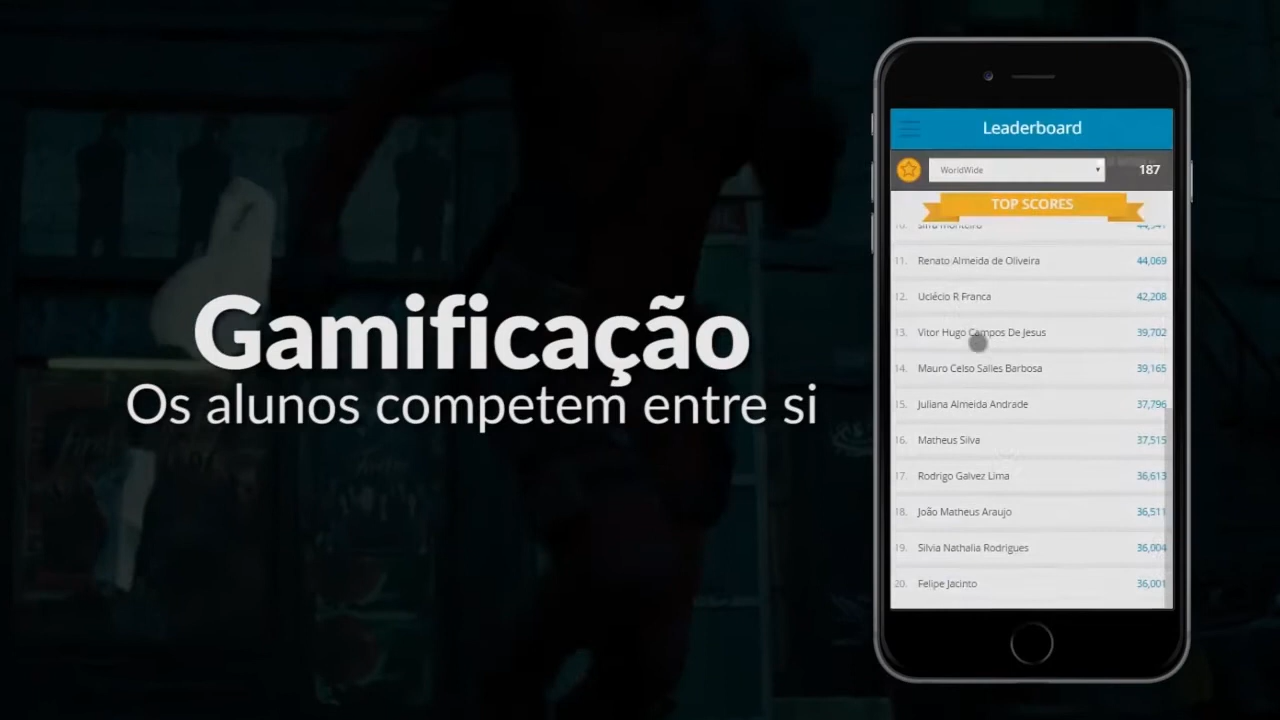 Gamificação
Os alunos competem entre si
Leaderboard
WorldWide
187
TOP SCORES
11. Renato Almeida de Oliveira 44,069
12. Uclécio R Franca 42,208
13. Vitor Hugo Campos De Jesus 39,702
14. Mauro Celso Salles Barbosa 39,165
15. Juliana Almeida Andrade 37,796
16. Matheus Silva 37,515
17. Rodrigo Galvez Lima 36,613
18. João Matheus Araujo 36,511
19. Silvia Nathalia Rodrigues 36,004
20. Felipe Jacinto 36,001